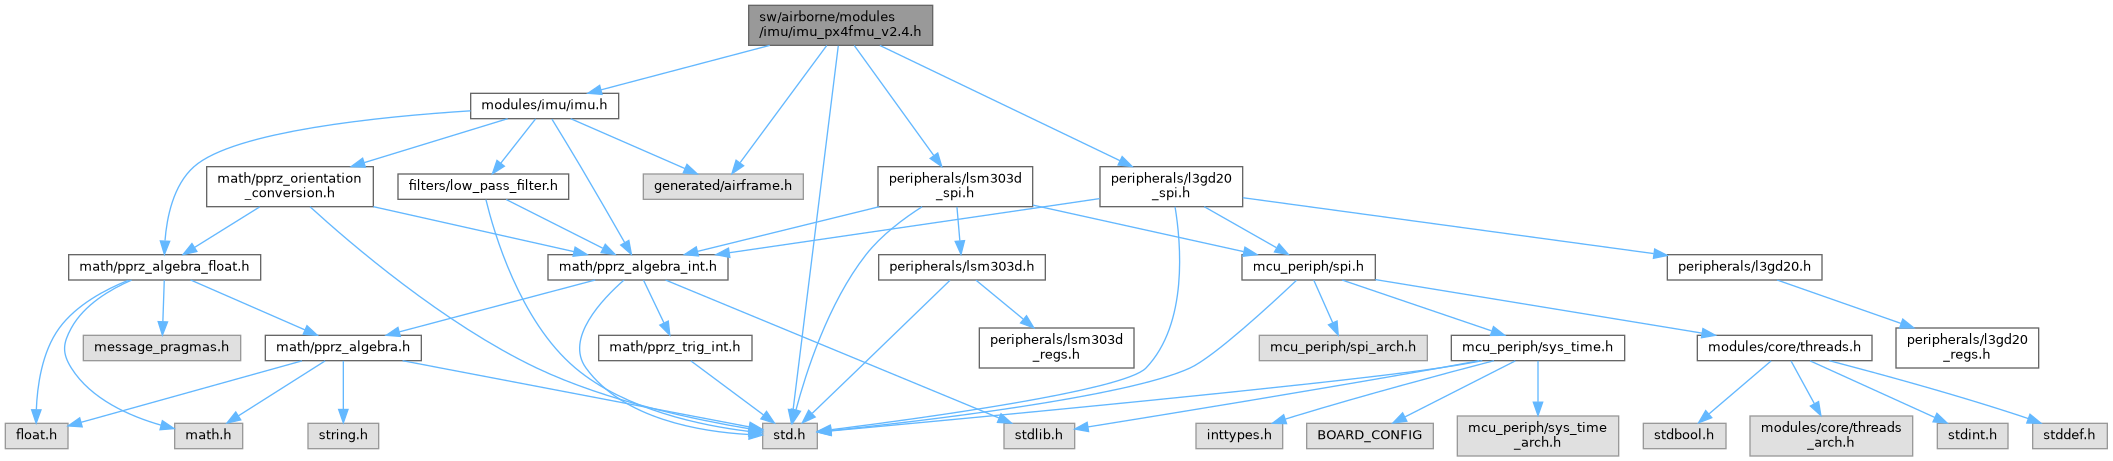 sw/airborne/modules
/imu/imu_px4fmu_v2.4.h
modules/imu/imu.h
math/pprz_orientation
_conversion.h
filters/low_pass_filter.h
generated/airframe.h
peripherals/lsm303d
_spi.h
peripherals/l3gd20
_spi.h
math/pprz_algebra_float.h
math/pprz_algebra_int.h
peripherals/lsm303d.h
mcu_periph/spi.h
peripherals/l3gd20.h
message_pragmas.h
math/pprz_algebra.h
math/pprz_trig_int.h
peripherals/lsm303d
_regs.h
mcu_periph/spi_arch.h
mcu_periph/sys_time.h
modules/core/threads.h
peripherals/l3gd20
_regs.h
float.h
math.h
string.h
std.h
stdlib.h
inttypes.h
BOARD_CONFIG
mcu_periph/sys_time
_arch.h
stdbool.h
modules/core/threads
_arch.h
stdint.h
stddef.h